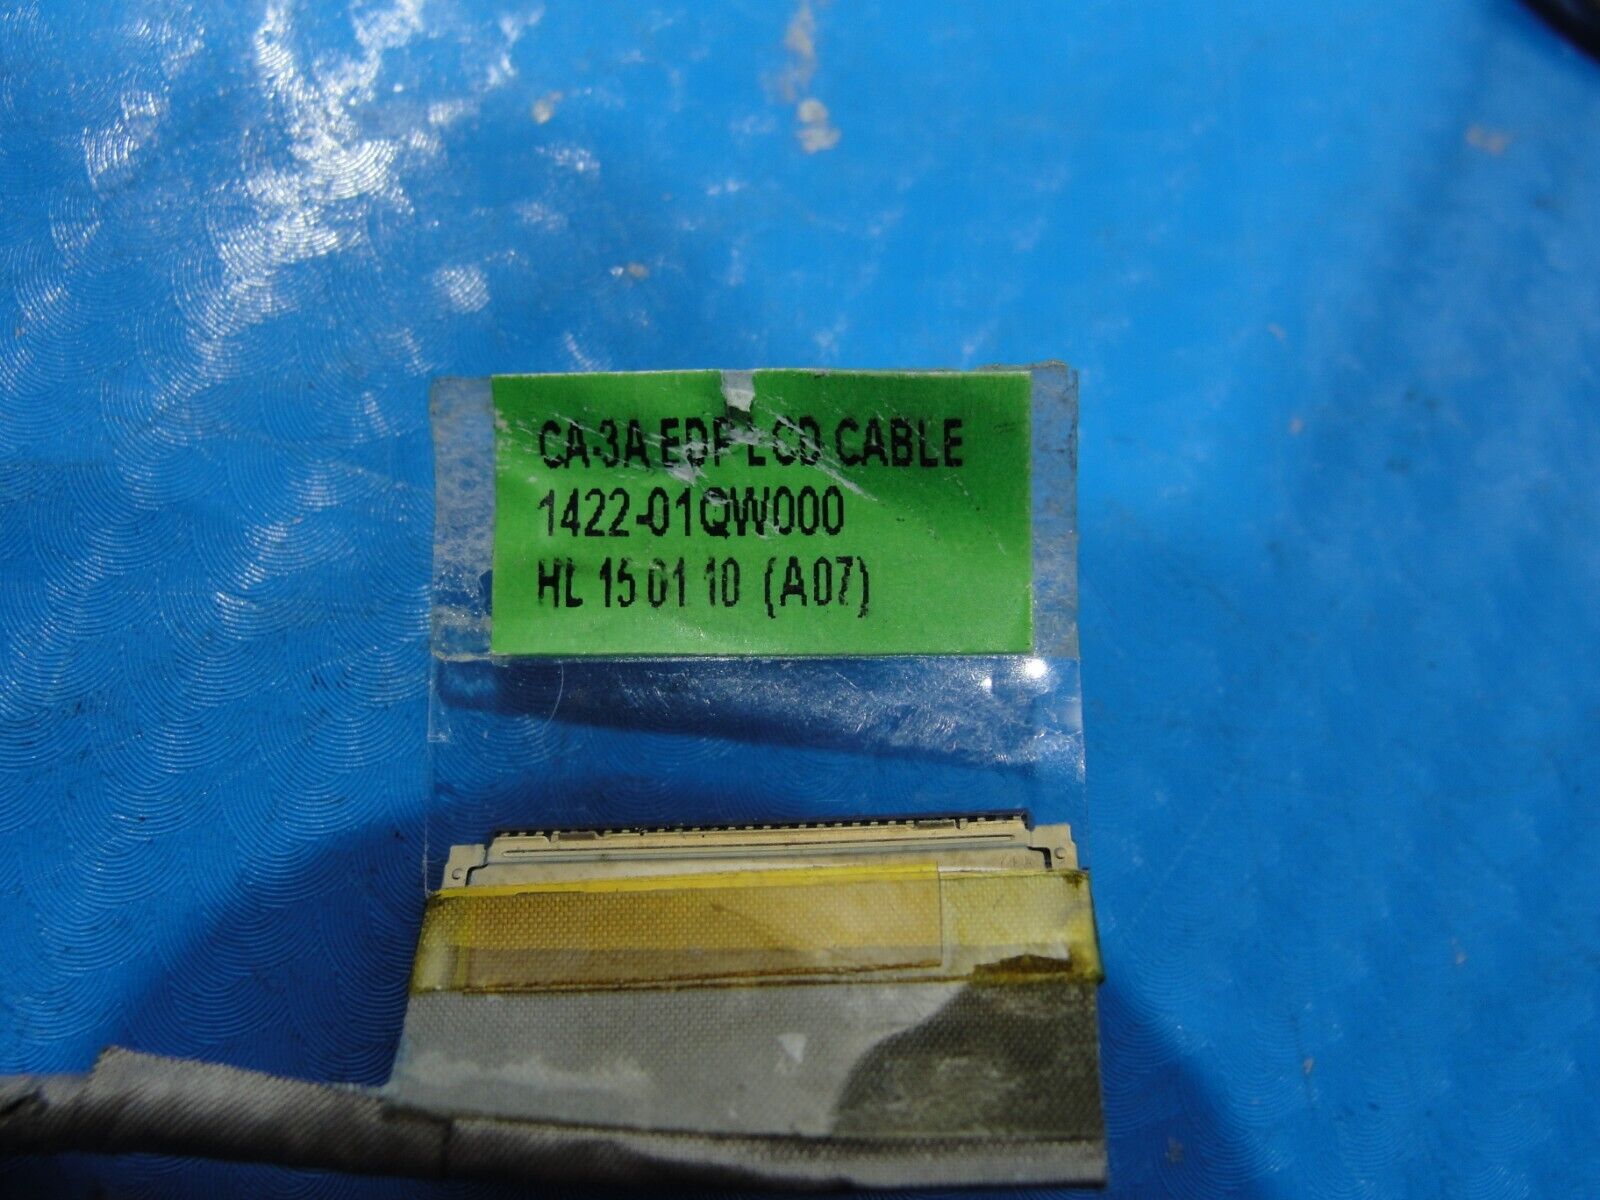 CA-3A EDP LCD CABLE
1422-01QW000
HL 15 01 10 (A07)